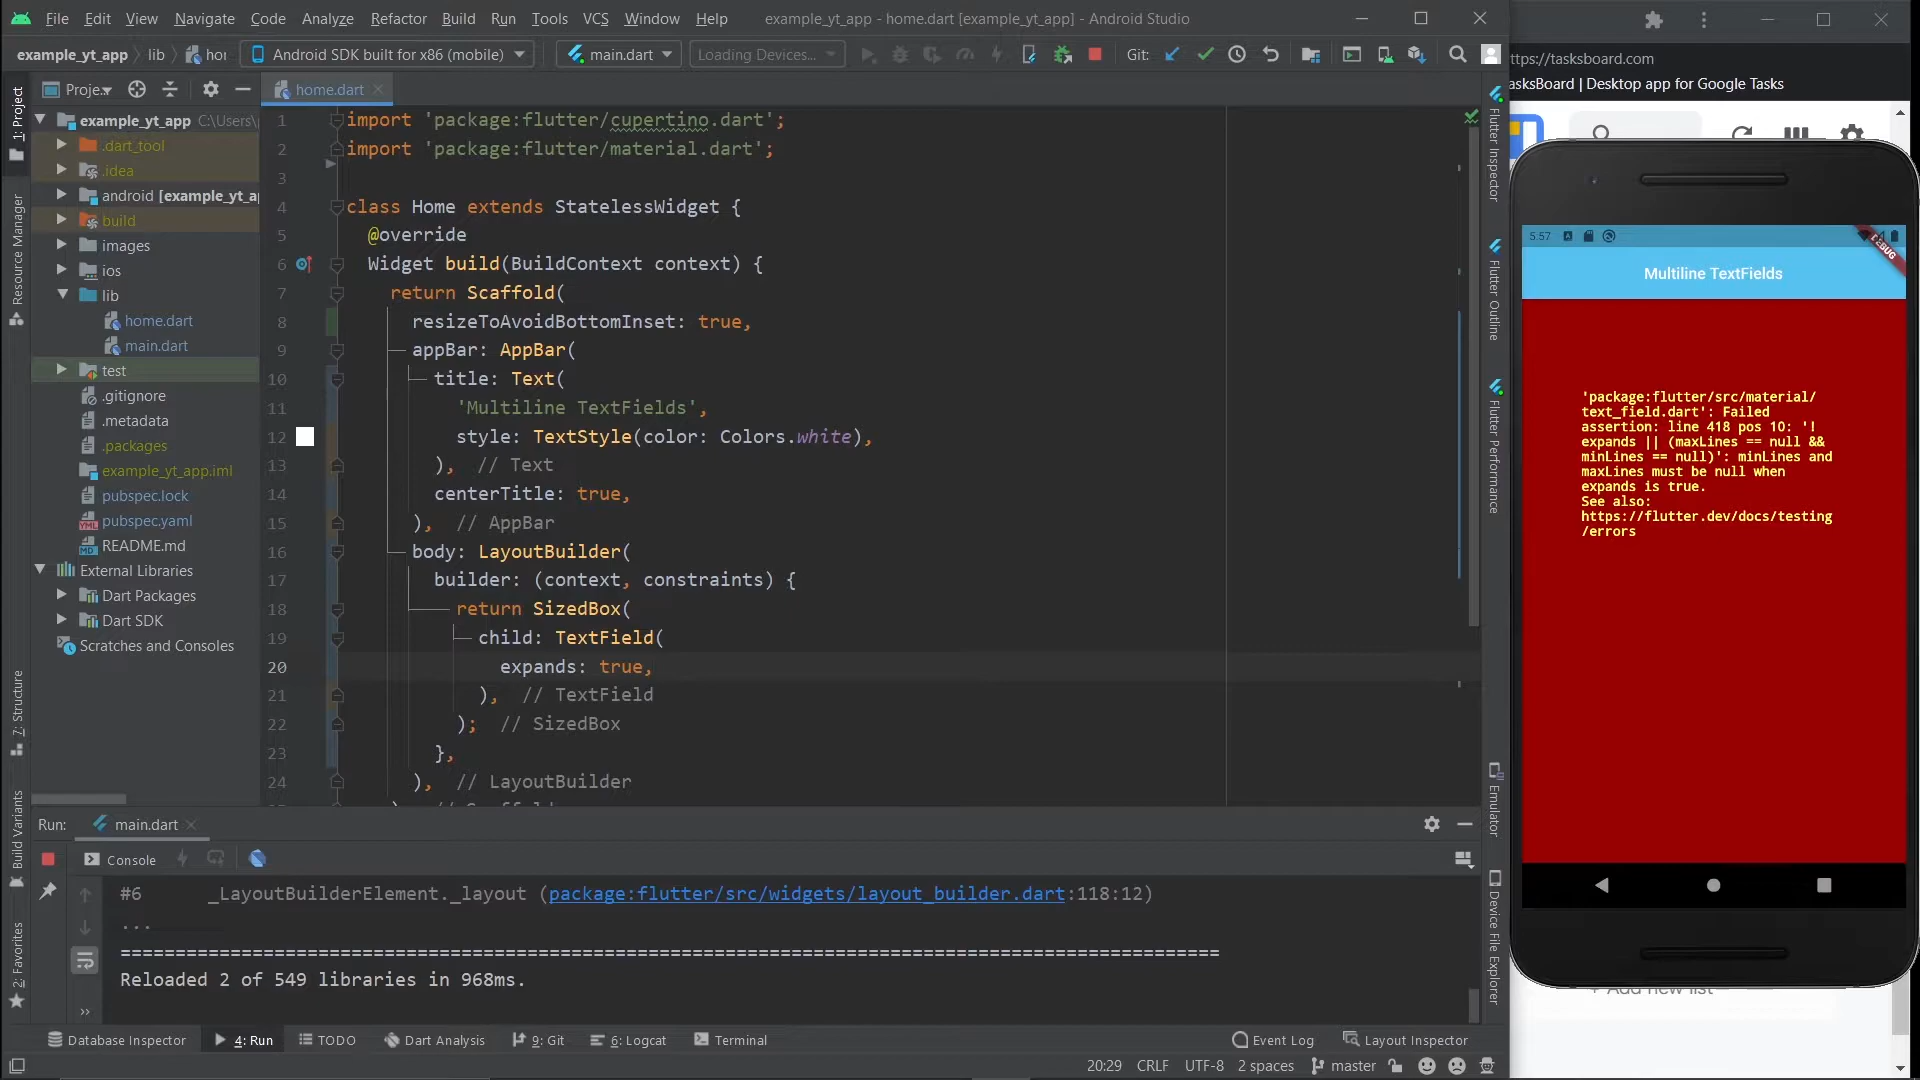 File Edit View Navigate Code Analyze Refactor Build Run Tools VCS Window Help example_yt_app - home.dart [example_yt_app] - Android Studio
example_yt_app lib hor Android SDK built for x86 (mobile) main.dart Loading Devices... Git:
ttps://tasksboard.com
asksBoard | Desktop app for Google Tasks
1: Project
Resource Manager
7: Structure
Build Variants
2: Favorites
Proje...
example_yt_app C:\Users\
.dart_tool
.idea
android [example_yt_a
build
images
ios
lib
home.dart
main.dart
test
.gitignore
.metadata
.packages
example_yt_app.iml
pubspec.lock
pubspec.yaml
README.md
External Libraries
Dart Packages
Dart SDK
Scratches and Consoles
home.dart
1 import 'package:flutter/cupertino.dart';
2 import 'package:flutter/material.dart';
3
4 class Home extends StatelessWidget {
5 @override
6 Widget build(BuildContext context) {
7 return Scaffold(
8 resizeToAvoidBottomInset: true,
9 appBar: AppBar(
10 title: Text(
11 'Multiline TextFields',
12 style: TextStyle(color: Colors.white),
13 ), // Text
14 centerTitle: true,
15 ), // AppBar
16 body: LayoutBuilder(
17 builder: (context, constraints) {
18 return SizedBox(
19 child: TextField(
20 expands: true,
21 ), // TextField
22 ); // SizedBox
23 },
24 ), // LayoutBuilder
Flutter Inspector
Flutter Outline
Flutter Performance
Emulator
Device File Explorer
5:57
DEBUG
Multiline TextFields
'package:flutter/src/material/
text_field.dart': Failed
assertion: line 418 pos 10: '!
expands || (maxLines == null &&
minLines == null)': minLines and
maxLines must be null when
expands is true.
See also:
https://flutter.dev/docs/testing
/errors
+ Add new list
Run: main.dart
Console
#6 _LayoutBuilderElement._layout (package:flutter/src/widgets/layout_builder.dart:118:12)
...
====================================================================================================
Reloaded 2 of 549 libraries in 968ms.
Database Inspector 4: Run TODO Dart Analysis 9: Git 6: Logcat Terminal Event Log Layout Inspector
20:29 CRLF UTF-8 2 spaces master